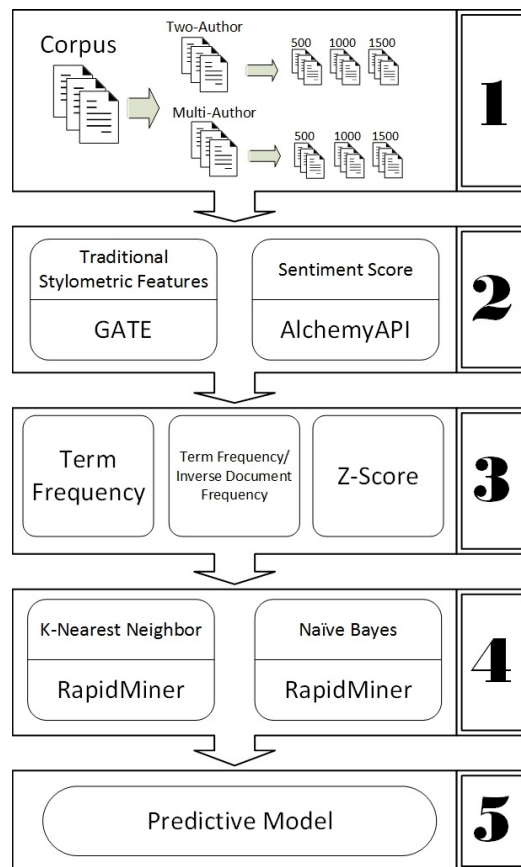 Corpus
Two-Author
500 1000 1500
Multi-Author
500 1000 1500
1
Traditional
Stylometric Features
GATE
Sentiment Score
AlchemyAPI
2
Term
Frequency
Term Frequency/
Inverse Document
Frequency
Z-Score
3
K-Nearest Neighbor
RapidMiner
Naïve Bayes
RapidMiner
4
Predictive Model
5